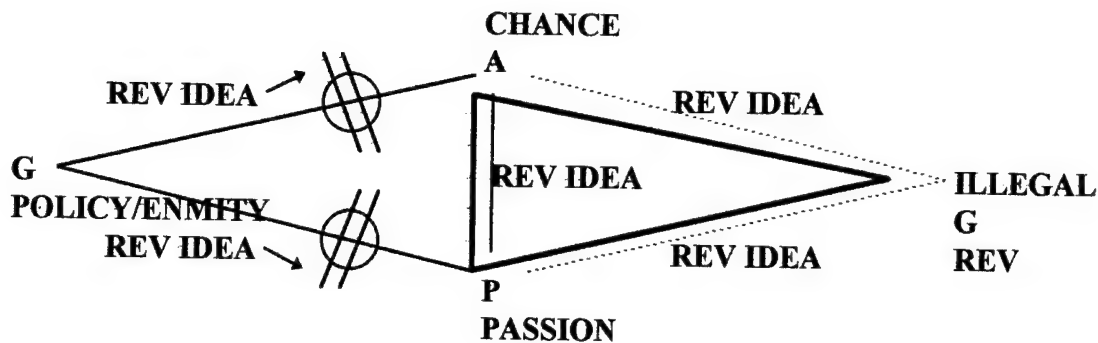 CHANCE
A
REV IDEA
REV IDEA
G
POLICY/ENMITY
REV IDEA
REV IDEA
ILLEGAL
G
REV
REV IDEA
P
PASSION